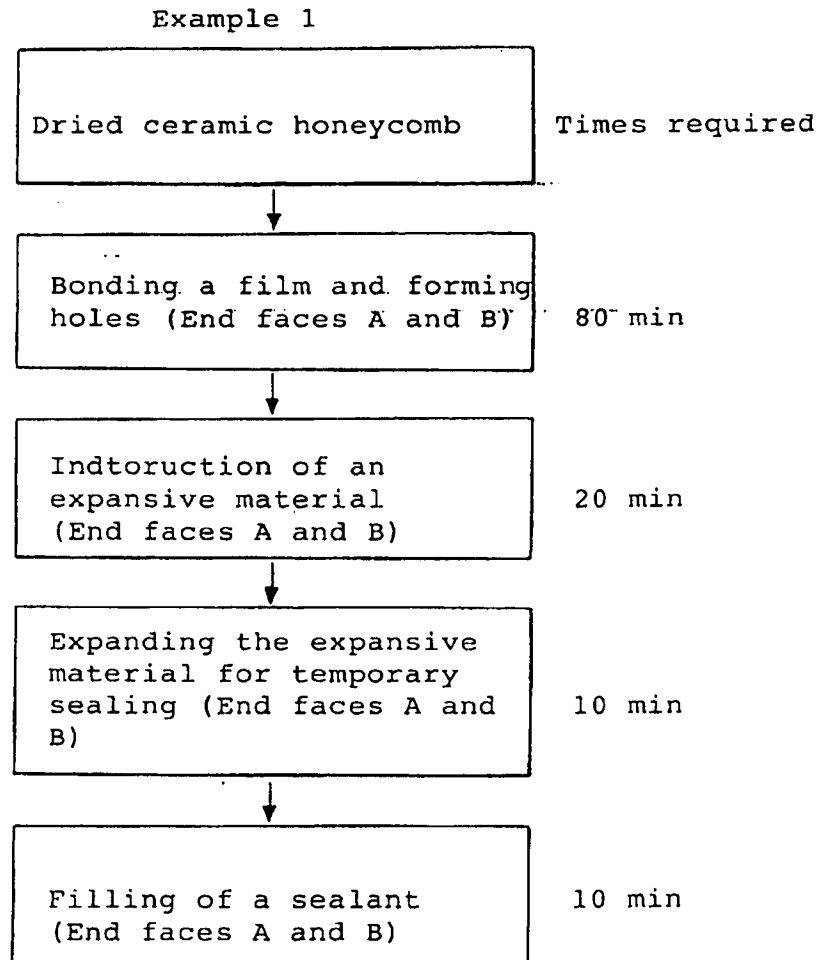 Example 1
Dried ceramic honeycomb
Times required
Bonding a film and forming
holes (End faces A and B)
80 min
Indtoruction of an
expansive material
(End faces A and B)
20 min
Expanding the expansive
material for temporary
sealing (End faces A and
B)
10 min
Filling of a sealant
(End faces A and B)
10 min